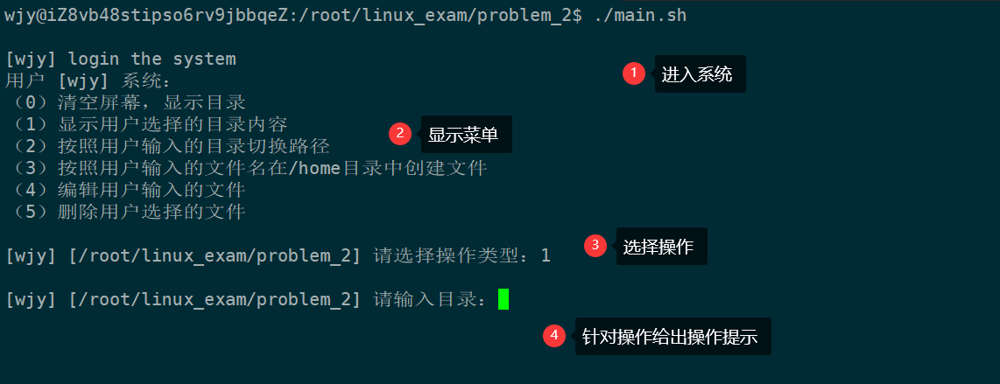 wjy@iZ8vb48stipso6rv9jbbqeZ:/root/linux_exam/problem_2$ ./main.sh
[wjy] login the system
1 进入系统
用户 [wjy] 系统:
（0）清空屏幕，显示目录
（1）显示用户选择的目录内容
2 显示菜单
（2）按照用户输入的目录切换路径
（3）按照用户输入的文件名在/home目录中创建文件
（4）编辑用户输入的文件
（5）删除用户选择的文件
3 选择操作
[wjy] [/root/linux_exam/problem_2] 请选择操作类型：1
[wjy] [/root/linux_exam/problem_2] 请输入目录：
4 针对操作给出操作提示